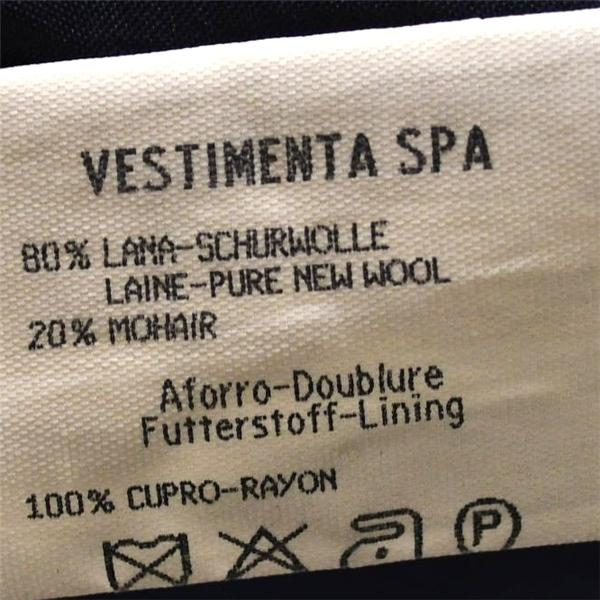 VESTIMENTA SPA
80% LANA-SCHURWOLLE
LAINE-PURE NEW WOOL
20% MOHAIR
Aforro-Doublure
Futterstoff-Lining
100% CUPRO-RAYON
P